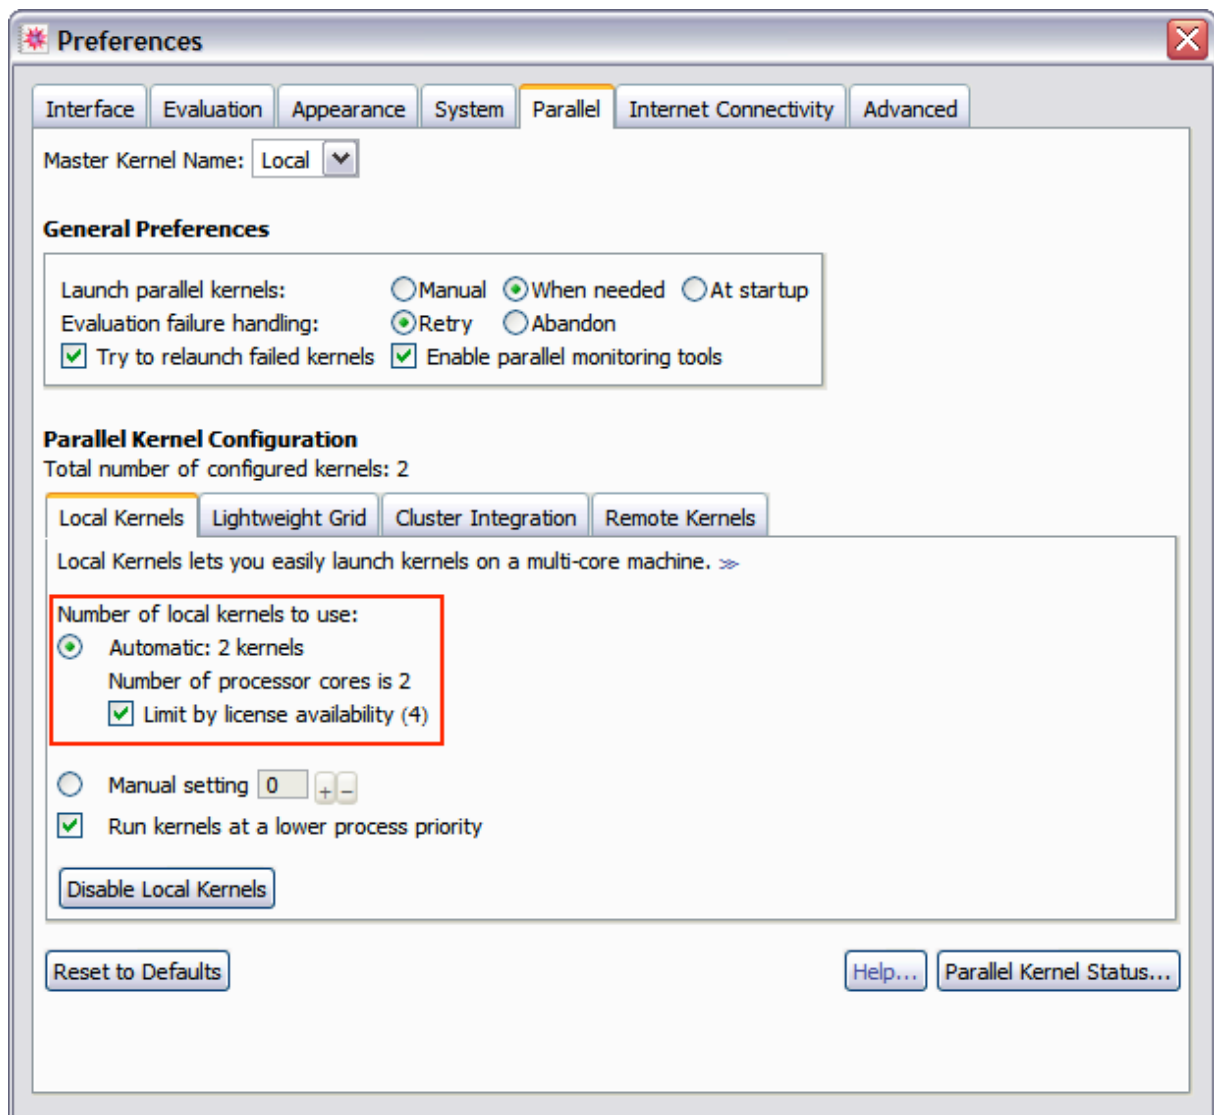 Preferences
Interface Evaluation Appearance System Parallel Internet Connectivity Advanced
Master Kernel Name: Local
General Preferences
Launch parallel kernels: Manual When needed At startup
Evaluation failure handling: Retry Abandon
Try to relaunch failed kernels Enable parallel monitoring tools
Parallel Kernel Configuration
Total number of configured kernels: 2
Local Kernels Lightweight Grid Cluster Integration Remote Kernels
Local Kernels lets you easily launch kernels on a multi-core machine. ≫
Number of local kernels to use:
Automatic: 2 kernels
Number of processor cores is 2
Limit by license availability (4)
Manual setting 0 + −
Run kernels at a lower process priority
Disable Local Kernels
Reset to Defaults Help... Parallel Kernel Status...